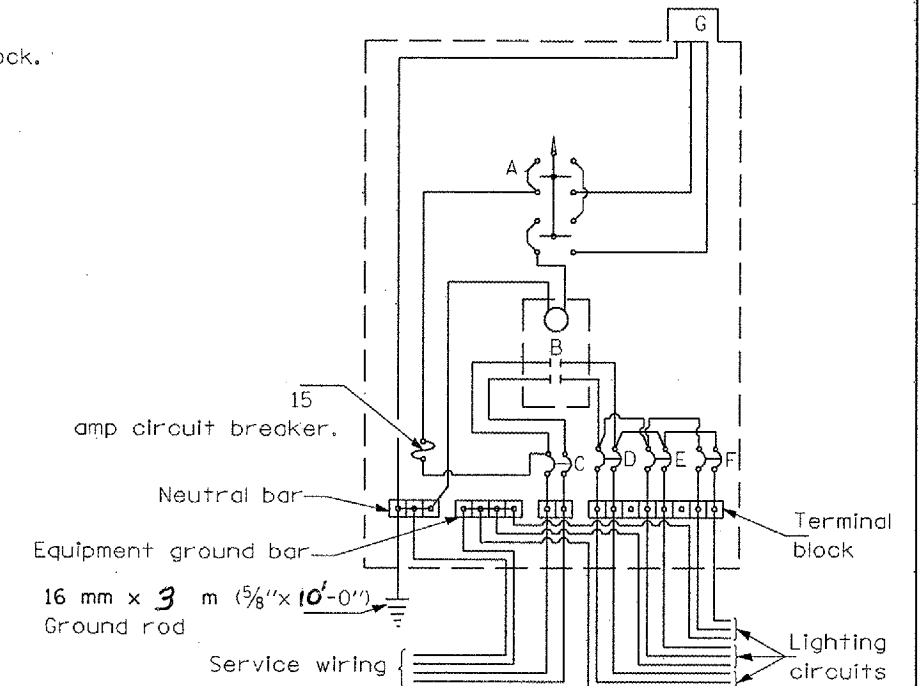 ock.
G
A
B
15
amp circuit breaker.
C
D
E
F
Neutral bar
Terminal
block
Equipment ground bar
16 mm x 3 m (5/8"x 10'-0")
Ground rod
Lighting
circuits
Service wiring